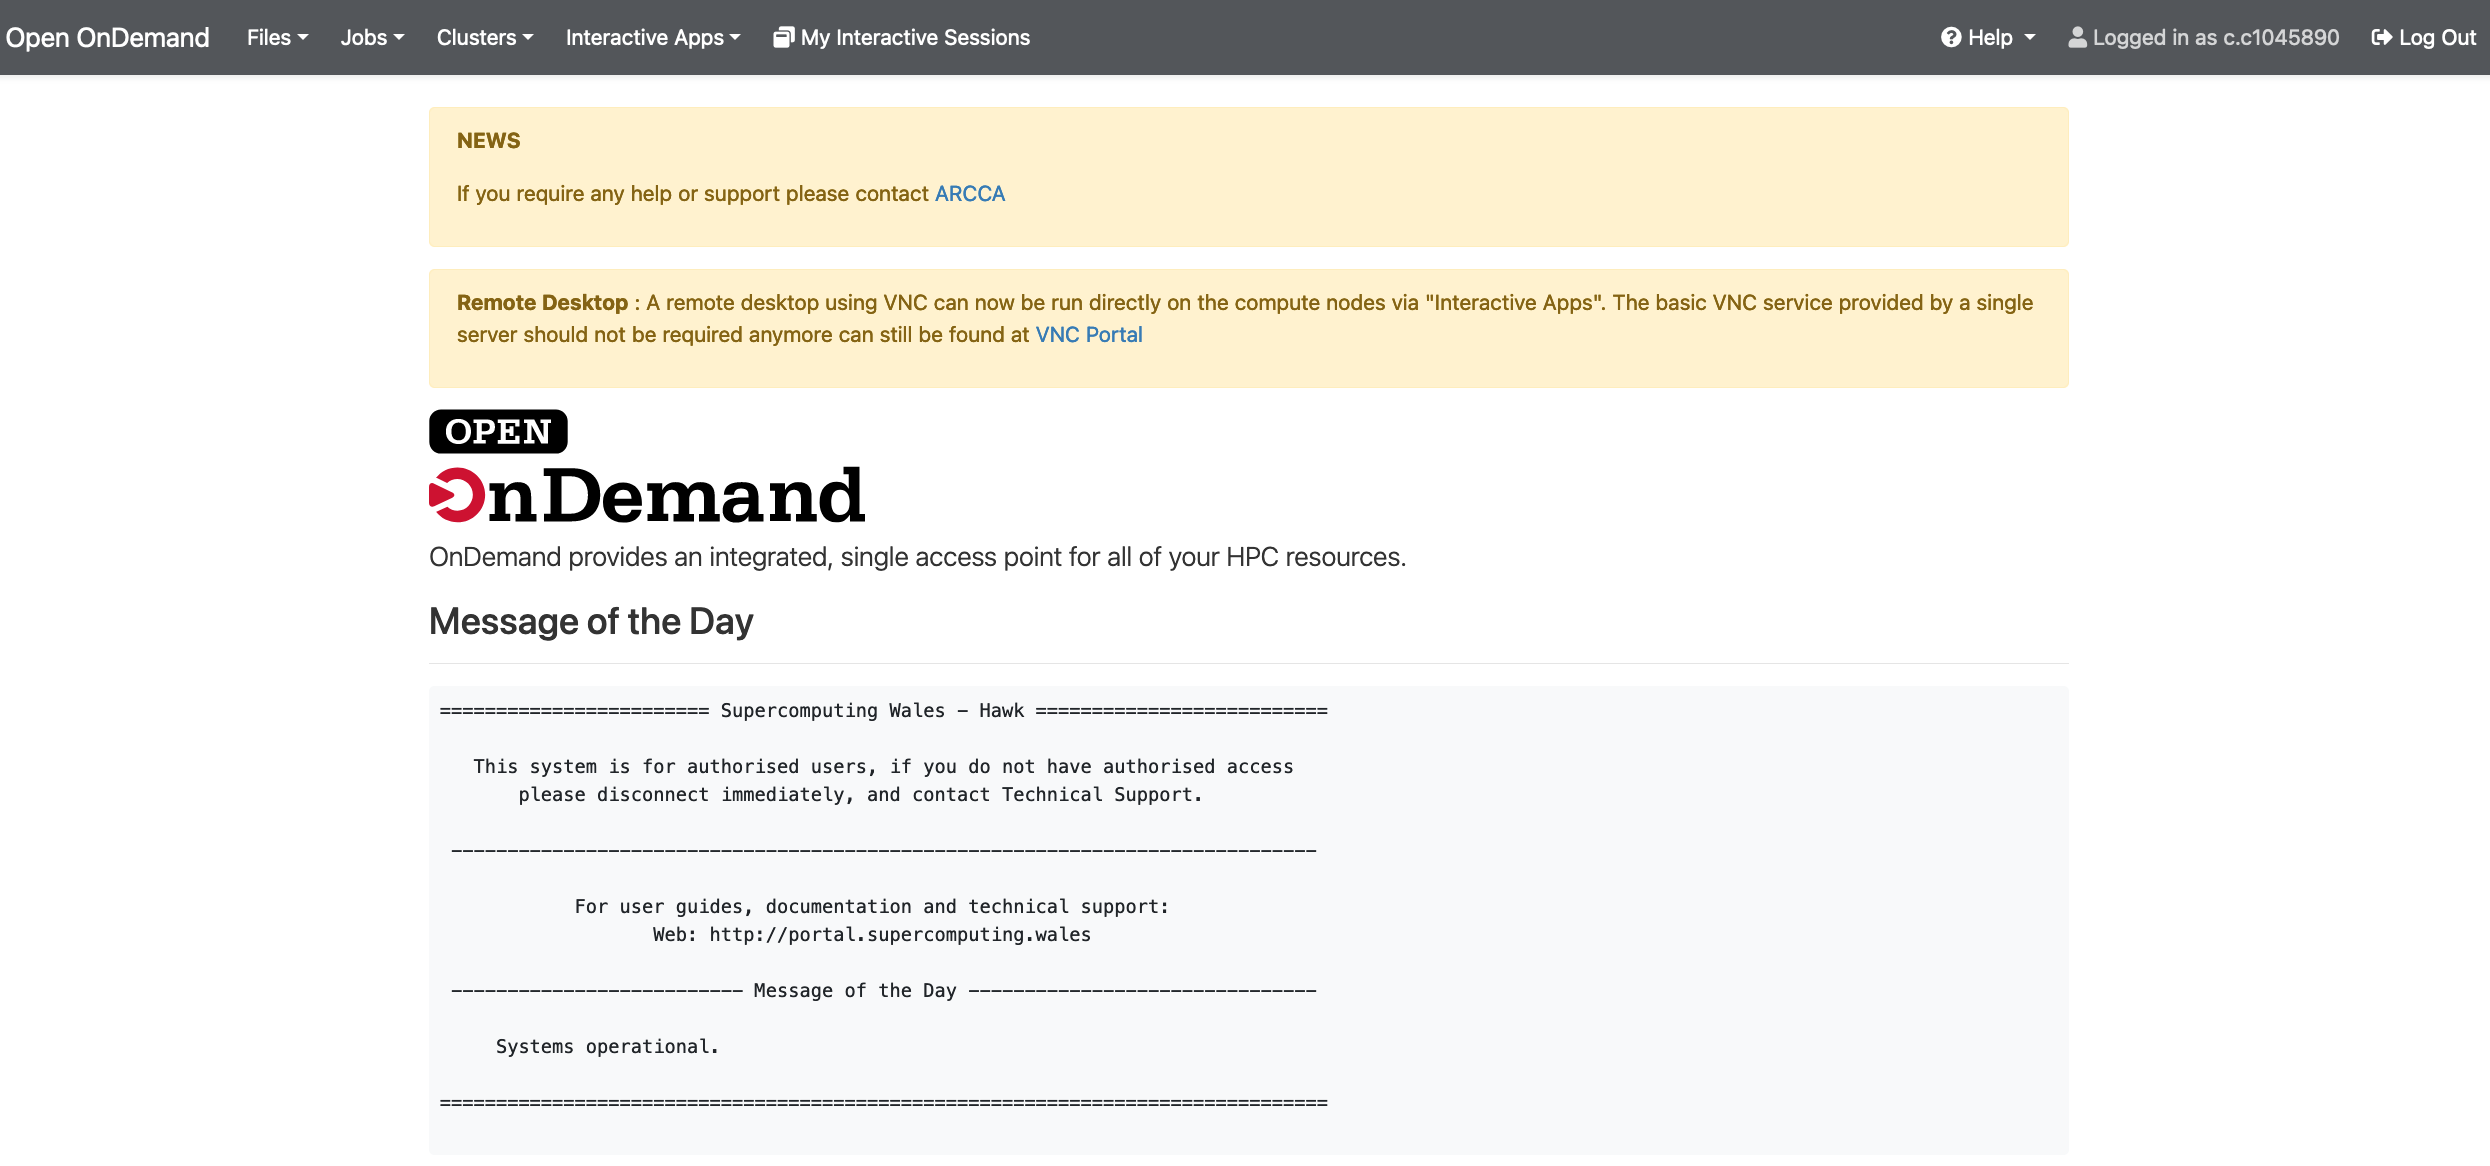 Open OnDemand Files Jobs Clusters Interactive Apps My Interactive Sessions Help Logged in as c.c1045890 Log Out
NEWS
If you require any help or support please contact ARCCA
Remote Desktop : A remote desktop using VNC can now be run directly on the compute nodes via "Interactive Apps". The basic VNC service provided by a single
server should not be required anymore can still be found at VNC Portal
OPEN
OnDemand
OnDemand provides an integrated, single access point for all of your HPC resources.
Message of the Day
======================== Supercomputing Wales – Hawk ==========================
This system is for authorised users, if you do not have authorised access
please disconnect immediately, and contact Technical Support.
-----------------------------------------------------------------------------
For user guides, documentation and technical support:
Web: http://portal.supercomputing.wales
-------------------------- Message of the Day -------------------------------
Systems operational.
===============================================================================